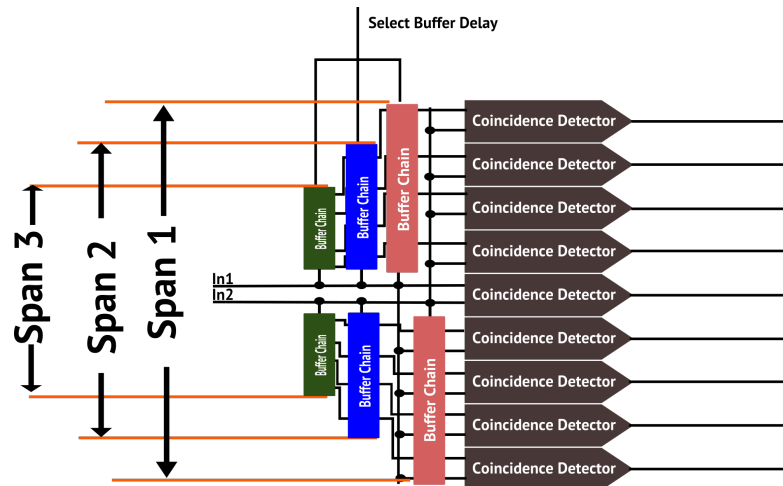 Select Buffer Delay
Span 3
Span 2
Span 1
Buffer Chain
Buffer Chain
Buffer Chain
In1
In2
Buffer Chain
Buffer Chain
Buffer Chain
Coincidence Detector
Coincidence Detector
Coincidence Detector
Coincidence Detector
Coincidence Detector
Coincidence Detector
Coincidence Detector
Coincidence Detector
Coincidence Detector